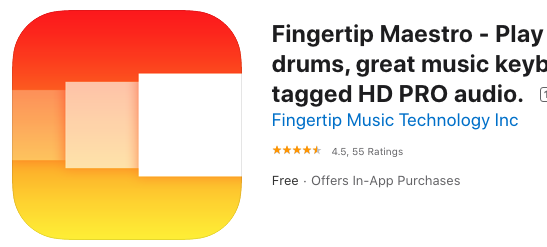 Fingertip Maestro - Play
drums, great music keyb
tagged HD PRO audio.
Fingertip Music Technology Inc
4.5, 55 Ratings
Free · Offers In-App Purchases